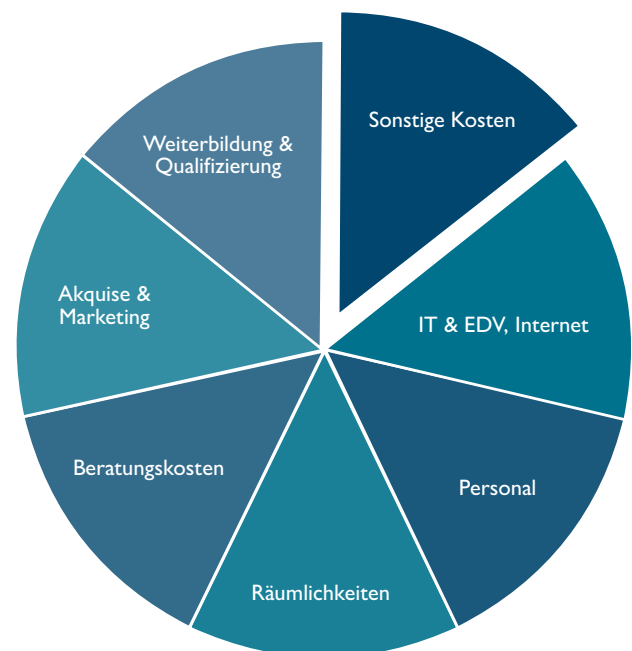 Sonstige Kosten
Weiterbildung &
Qualifizierung
Akquise &
Marketing
IT & EDV, Internet
Beratungskosten
Personal
Räumlichkeiten